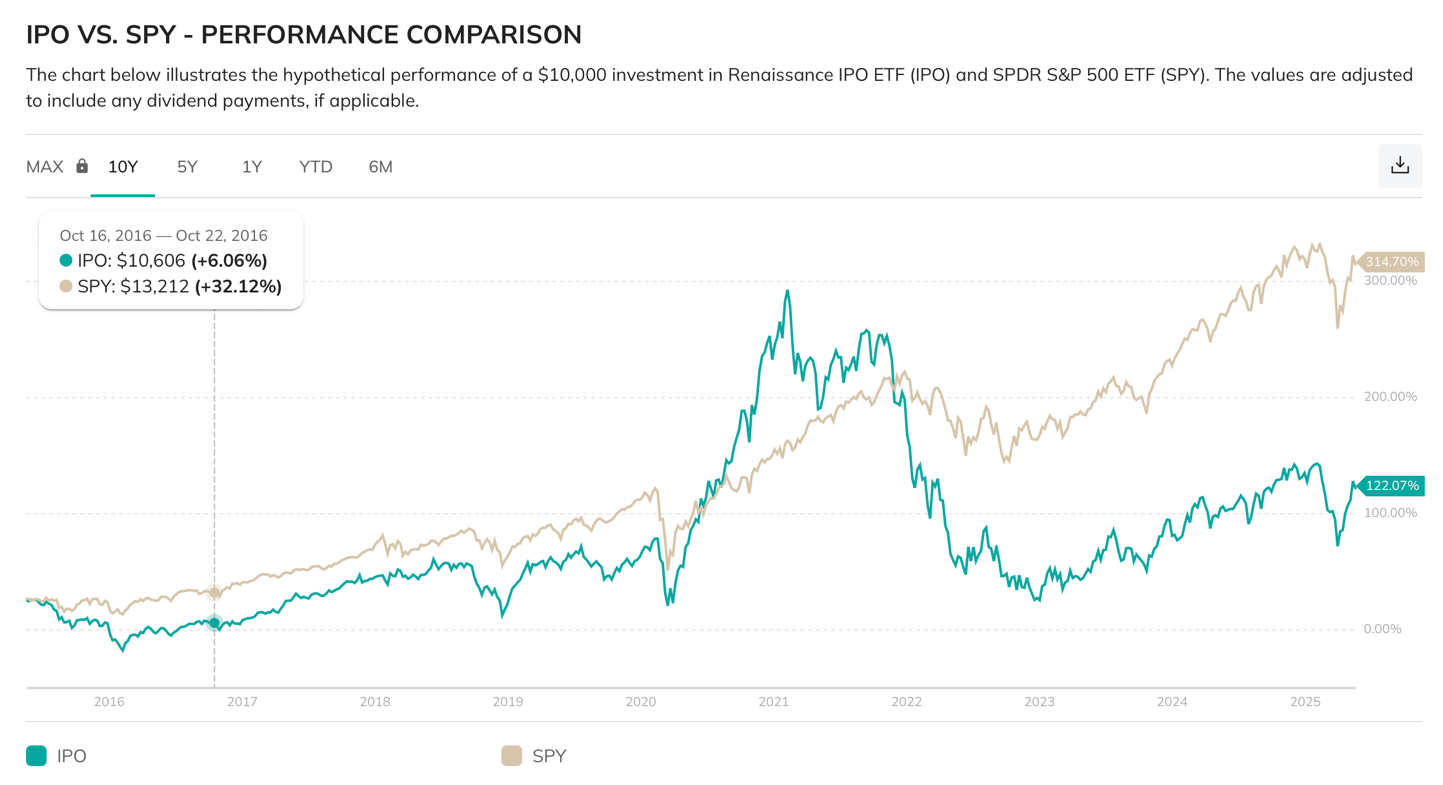 IPO VS. SPY - PERFORMANCE COMPARISON
The chart below illustrates the hypothetical performance of a $10,000 investment in Renaissance IPO ETF (IPO) and SPDR S&P 500 ETF (SPY). The values are adjusted
to include any dividend payments, if applicable.
MAX 10Y 5Y 1Y YTD 6M
Oct 16, 2016 — Oct 22, 2016
IPO: $10,606 (+6.06%)
SPY: $13,212 (+32.12%)
314.70%
300.00%
200.00%
122.07%
100.00%
0.00%
2016 2017 2018 2019 2020 2021 2022 2023 2024 2025
IPO SPY